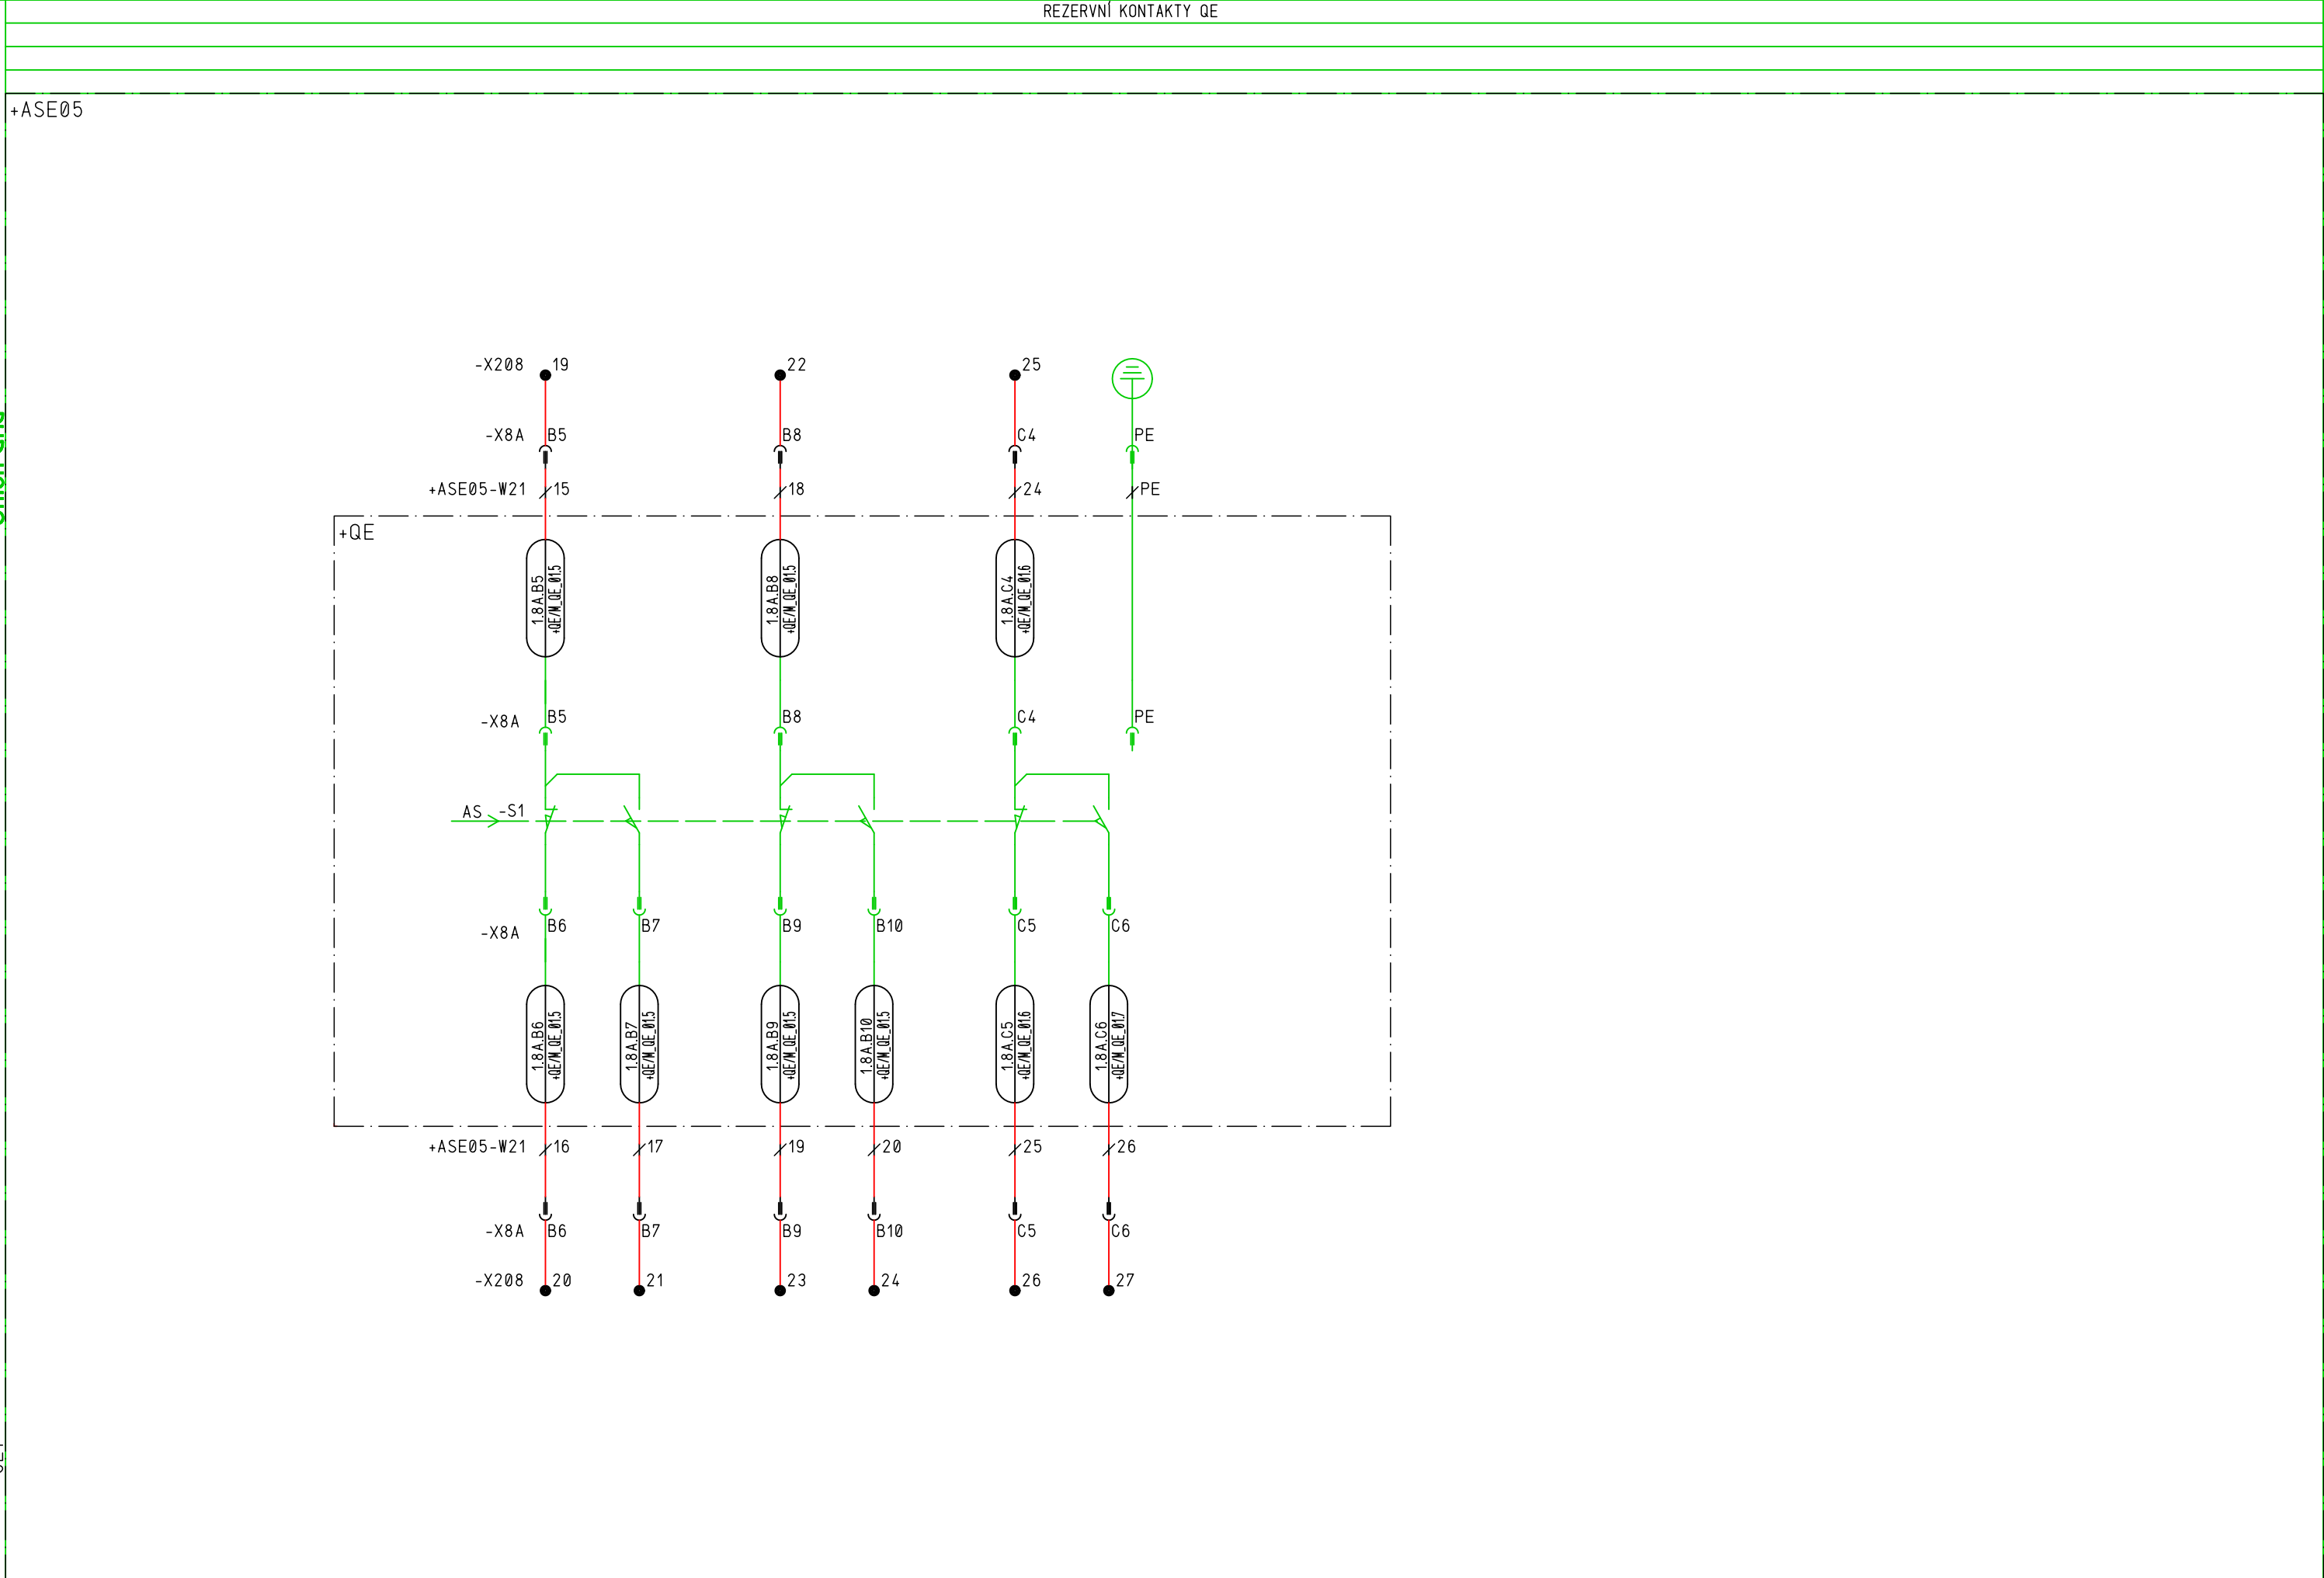 REZERVNÍ KONTAKTY QE
+ASE05
-X208 19 22 25
-X8A B5 B8 C4 PE
+ASE05-W21 15 18 24 PE
+QE
1.8A.B5
+QE/M_QE_01.5
1.8A.B8
+QE/M_QE_01.5
1.8A.C4
+QE/M_QE_01.6
-X8A B5 B8 C4 PE
AS -S1
-X8A B6 B7 B9 B10 C5 C6
1.8A.B6
+QE/M_QE_01.5
1.8A.B7
+QE/M_QE_01.5
1.8A.B9
+QE/M_QE_01.5
1.8A.B10
+QE/M_QE_01.5
1.8A.C5
+QE/M_QE_01.6
1.8A.C6
+QE/M_QE_01.7
+ASE05-W21 16 17 19 20 25 26
-X8A B6 B7 B9 B10 C5 C6
-X208 20 21 23 24 26 27